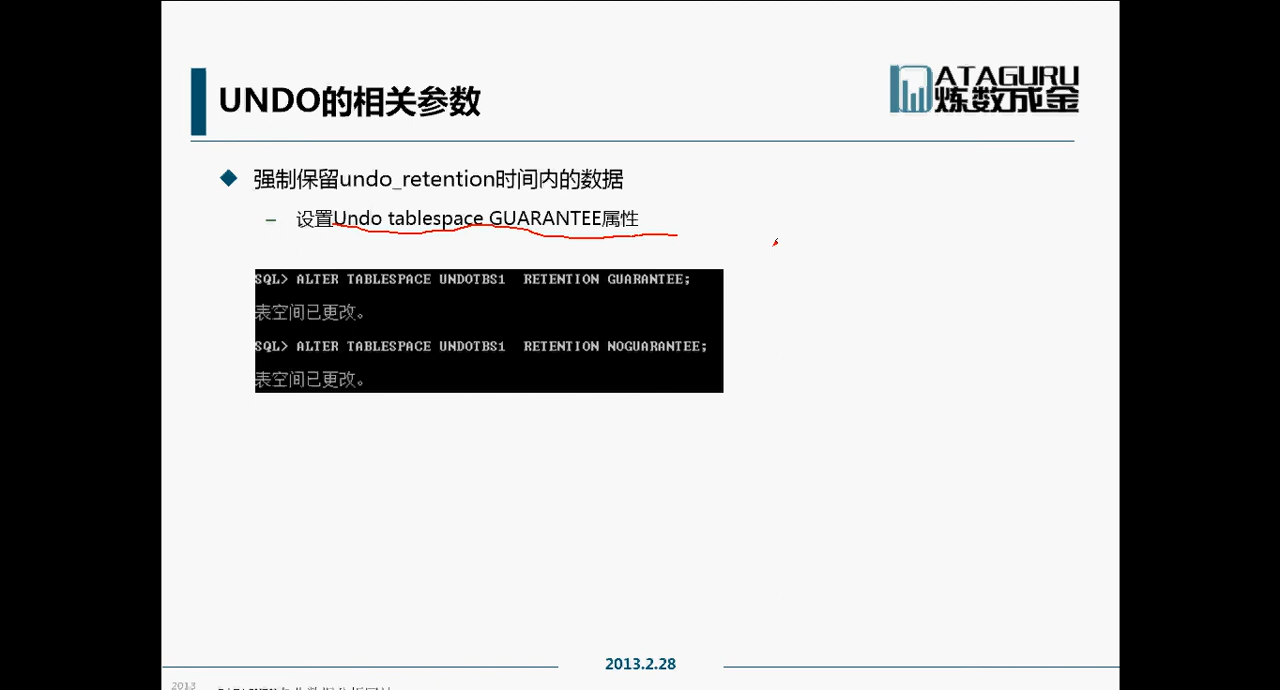 UNDO的相关参数
ATAGURU
炼数成金
强制保留undo_retention时间内的数据
– 设置Undo tablespace GUARANTEE属性
SQL> ALTER TABLESPACE UNDOTBS1  RETENTION GUARANTEE;
表空间已更改。
SQL> ALTER TABLESPACE UNDOTBS1  RETENTION NOGUARANTEE;
表空间已更改。
2013.2.28
2013